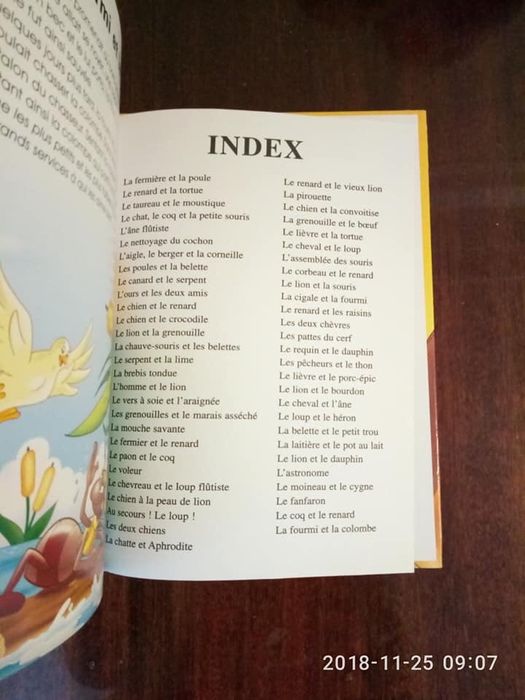 INDEX
La fermière et la poule
Le renard et la tortue
Le taureau et le moustique
Le chat, le coq et la petite souris
L'âne flûtiste
Le nettoyage du cochon
L'aigle, le berger et la corneille
Les poules et la belette
Le canard et le serpent
L'ours et les deux amis
Le chien et le renard
Le chien et le crocodile
Le lion et la grenouille
La chauve-souris et les belettes
Le serpent et la lime
La brebis tondue
L'homme et le lion
Le vers à soie et l'araignée
Les grenouilles et le marais asséché
La mouche savante
Le fermier et le renard
Le paon et le coq
Le voleur
Le chevreau et le loup flûtiste
Le chien à la peau de lion
Au secours ! Le loup !
Les deux chiens
La chatte et Aphrodite
Le renard et le vieux lion
La pirouette
Le chien et la convoitise
La grenouille et le bœuf
Le lièvre et la tortue
Le cheval et le loup
L'assemblée des souris
Le corbeau et le renard
Le lion et la souris
La cigale et la fourmi
Le renard et les raisins
Les deux chèvres
Les pattes du cerf
Le requin et le dauphin
Les pêcheurs et le thon
Le lièvre et le porc-épic
Le lion et le bourdon
Le cheval et l'âne
Le loup et le héron
La belette et le petit trou
La laitière et le pot au lait
Le lion et le dauphin
L'astronome
Le moineau et le cygne
Le fanfaron
Le coq et le renard
La fourmi et la colombe
2018-11-25 09:07